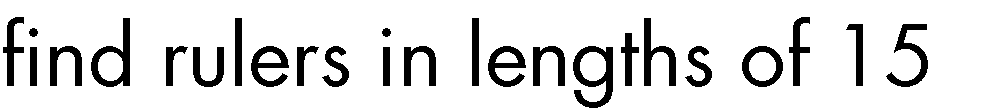 find rulers in lengths of 15